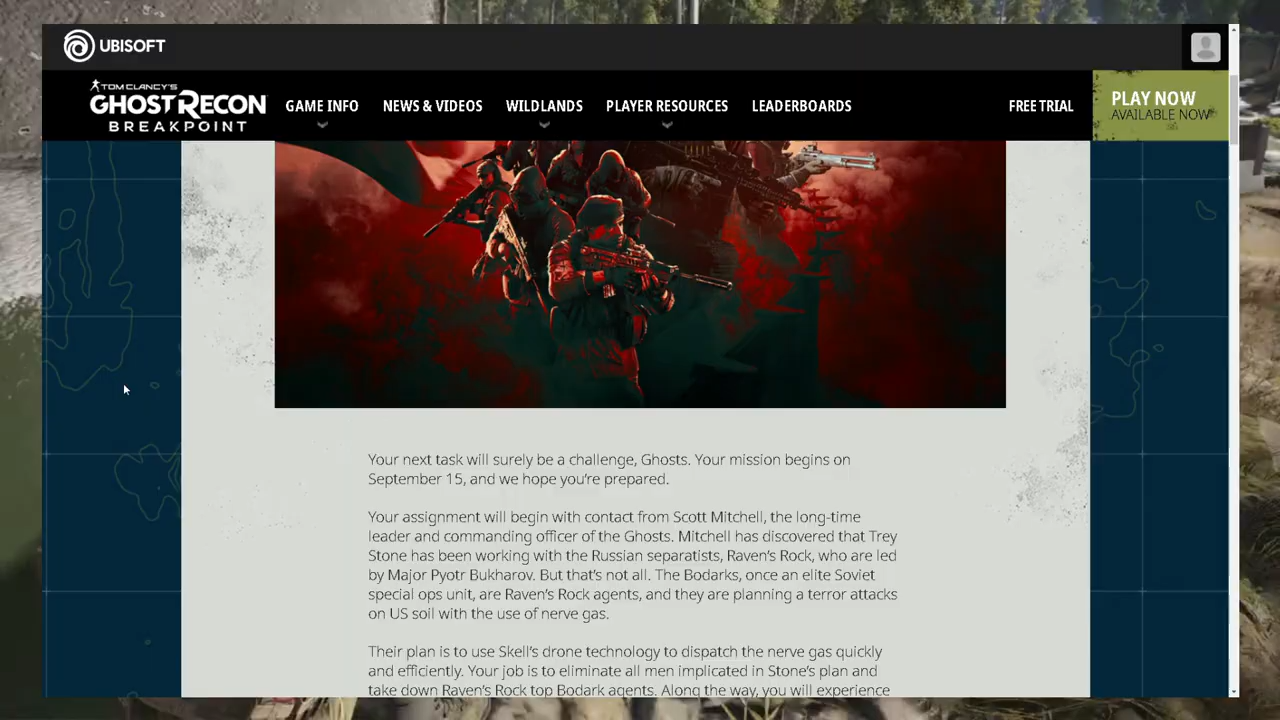 UBISOFT
TOM CLANCY'S
GHOST RECON
BREAKPOINT
GAME INFO
NEWS & VIDEOS
WILDLANDS
PLAYER RESOURCES
LEADERBOARDS
FREE TRIAL
PLAY NOW
AVAILABLE NOW
Your next task will surely be a challenge, Ghosts. Your mission begins on
September 15, and we hope you're prepared.
Your assignment will begin with contact from Scott Mitchell, the long-time
leader and commanding officer of the Ghosts. Mitchell has discovered that Trey
Stone has been working with the Russian separatists, Raven's Rock, who are led
by Major Pyotr Bukharov. But that's not all. The Bodarks, once an elite Soviet
special ops unit, are Raven's Rock agents, and they are planning a terror attacks
on US soil with the use of nerve gas.
Their plan is to use Skell's drone technology to dispatch the nerve gas quickly
and efficiently. Your job is to eliminate all men implicated in Stone's plan and
take down Raven's Rock top Bodark agents. Along the way, you will experience